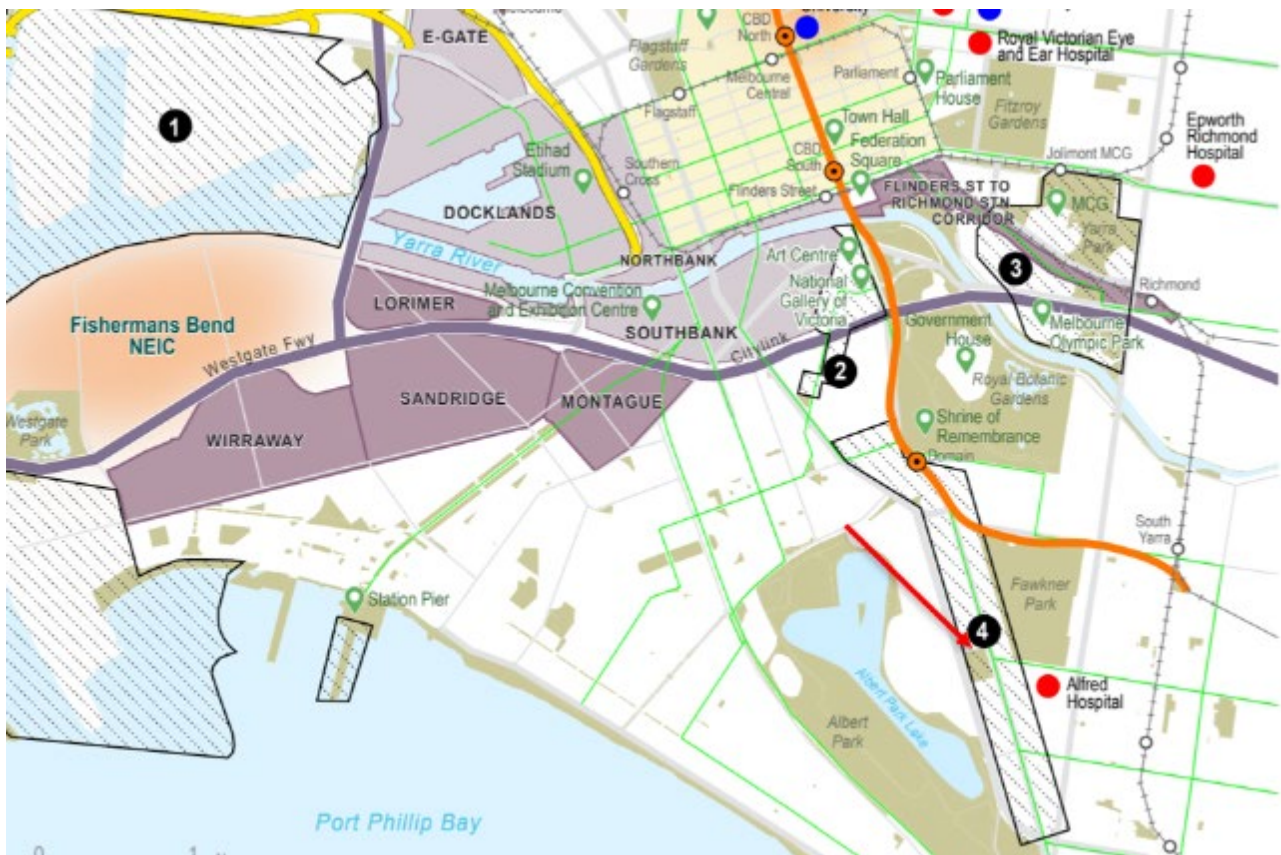 E-GATE
CBD
North
Flagstaff
Gardens
Melbourne
Central
Parliament
Parliament
House
Royal Victorian Eye
and Ear Hospital
Fitzroy
Gardens
Epworth
Richmond
Hospital
1
Flagstaff
Town Hall
Federation
Square
CBD
South
Jolimont MCG
Etihad
Stadium
Southern
Cross
Flinders Street
FLINDERS ST TO
RICHMOND STN
CORRIDOR
MCG
Yarra
Park
DOCKLANDS
Yarra River
NORTHBANK
Art Centre
National
Gallery of
Victoria
3
Richmond
LORIMER
Melbourne Convention
and Exhibition Centre
SOUTHBANK
Citylink
Government
House
Melbourne
Olympic Park
Fishermans Bend
NEIC
Westgate Fwy
2
Royal Botanic
Gardens
SANDRIDGE
MONTAGUE
Westgate
Park
WIRRAWAY
Shrine of
Remembrance
Domain
South
Yarra
Fawkner
Park
Station Pier
4
Alfred
Hospital
Albert Park Lake
Albert
Park
Port Phillip Bay
0
1